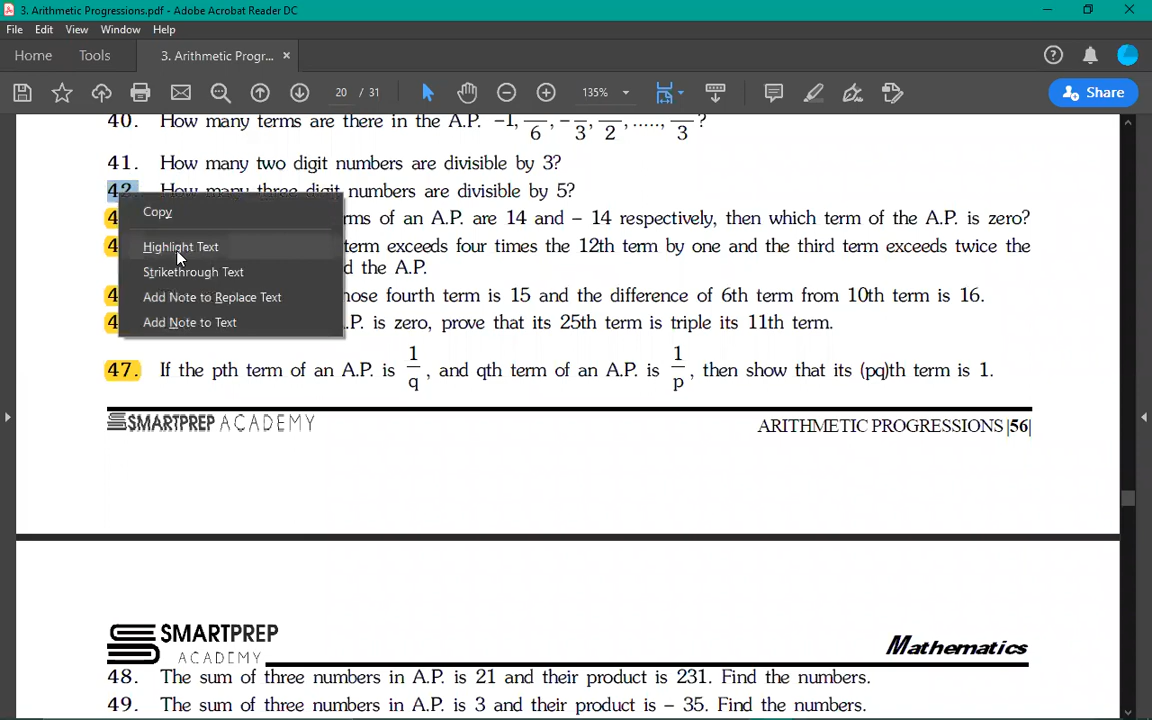 3. Arithmetic Progressions.pdf - Adobe Acrobat Reader DC
File Edit View Window Help
Home Tools 3. Arithmetic Progr... ×
20 / 31 135% Share
40. How many terms are there in the A.P. −1, 6, − 3, 2, ....., 3 ?
41. How many two digit numbers are divisible by 3?
42. How many three digit numbers are divisible by 5?
4 rms of an A.P. are 14 and – 14 respectively, then which term of the A.P. is zero?
4 term exceeds four times the 12th term by one and the third term exceeds twice the
d the A.P.
4 hose fourth term is 15 and the difference of 6th term from 10th term is 16.
4 .P. is zero, prove that its 25th term is triple its 11th term.
Copy
Highlight Text
Strikethrough Text
Add Note to Replace Text
Add Note to Text
47. If the pth term of an A.P. is 1/q, and qth term of an A.P. is 1/p, then show that its (pq)th term is 1.
SMARTPREP ACADEMY ARITHMETIC PROGRESSIONS |56|
SMARTPREP
ACADEMY
Mathematics
48. The sum of three numbers in A.P. is 21 and their product is 231. Find the numbers.
49. The sum of three numbers in A.P. is 3 and their product is – 35. Find the numbers.